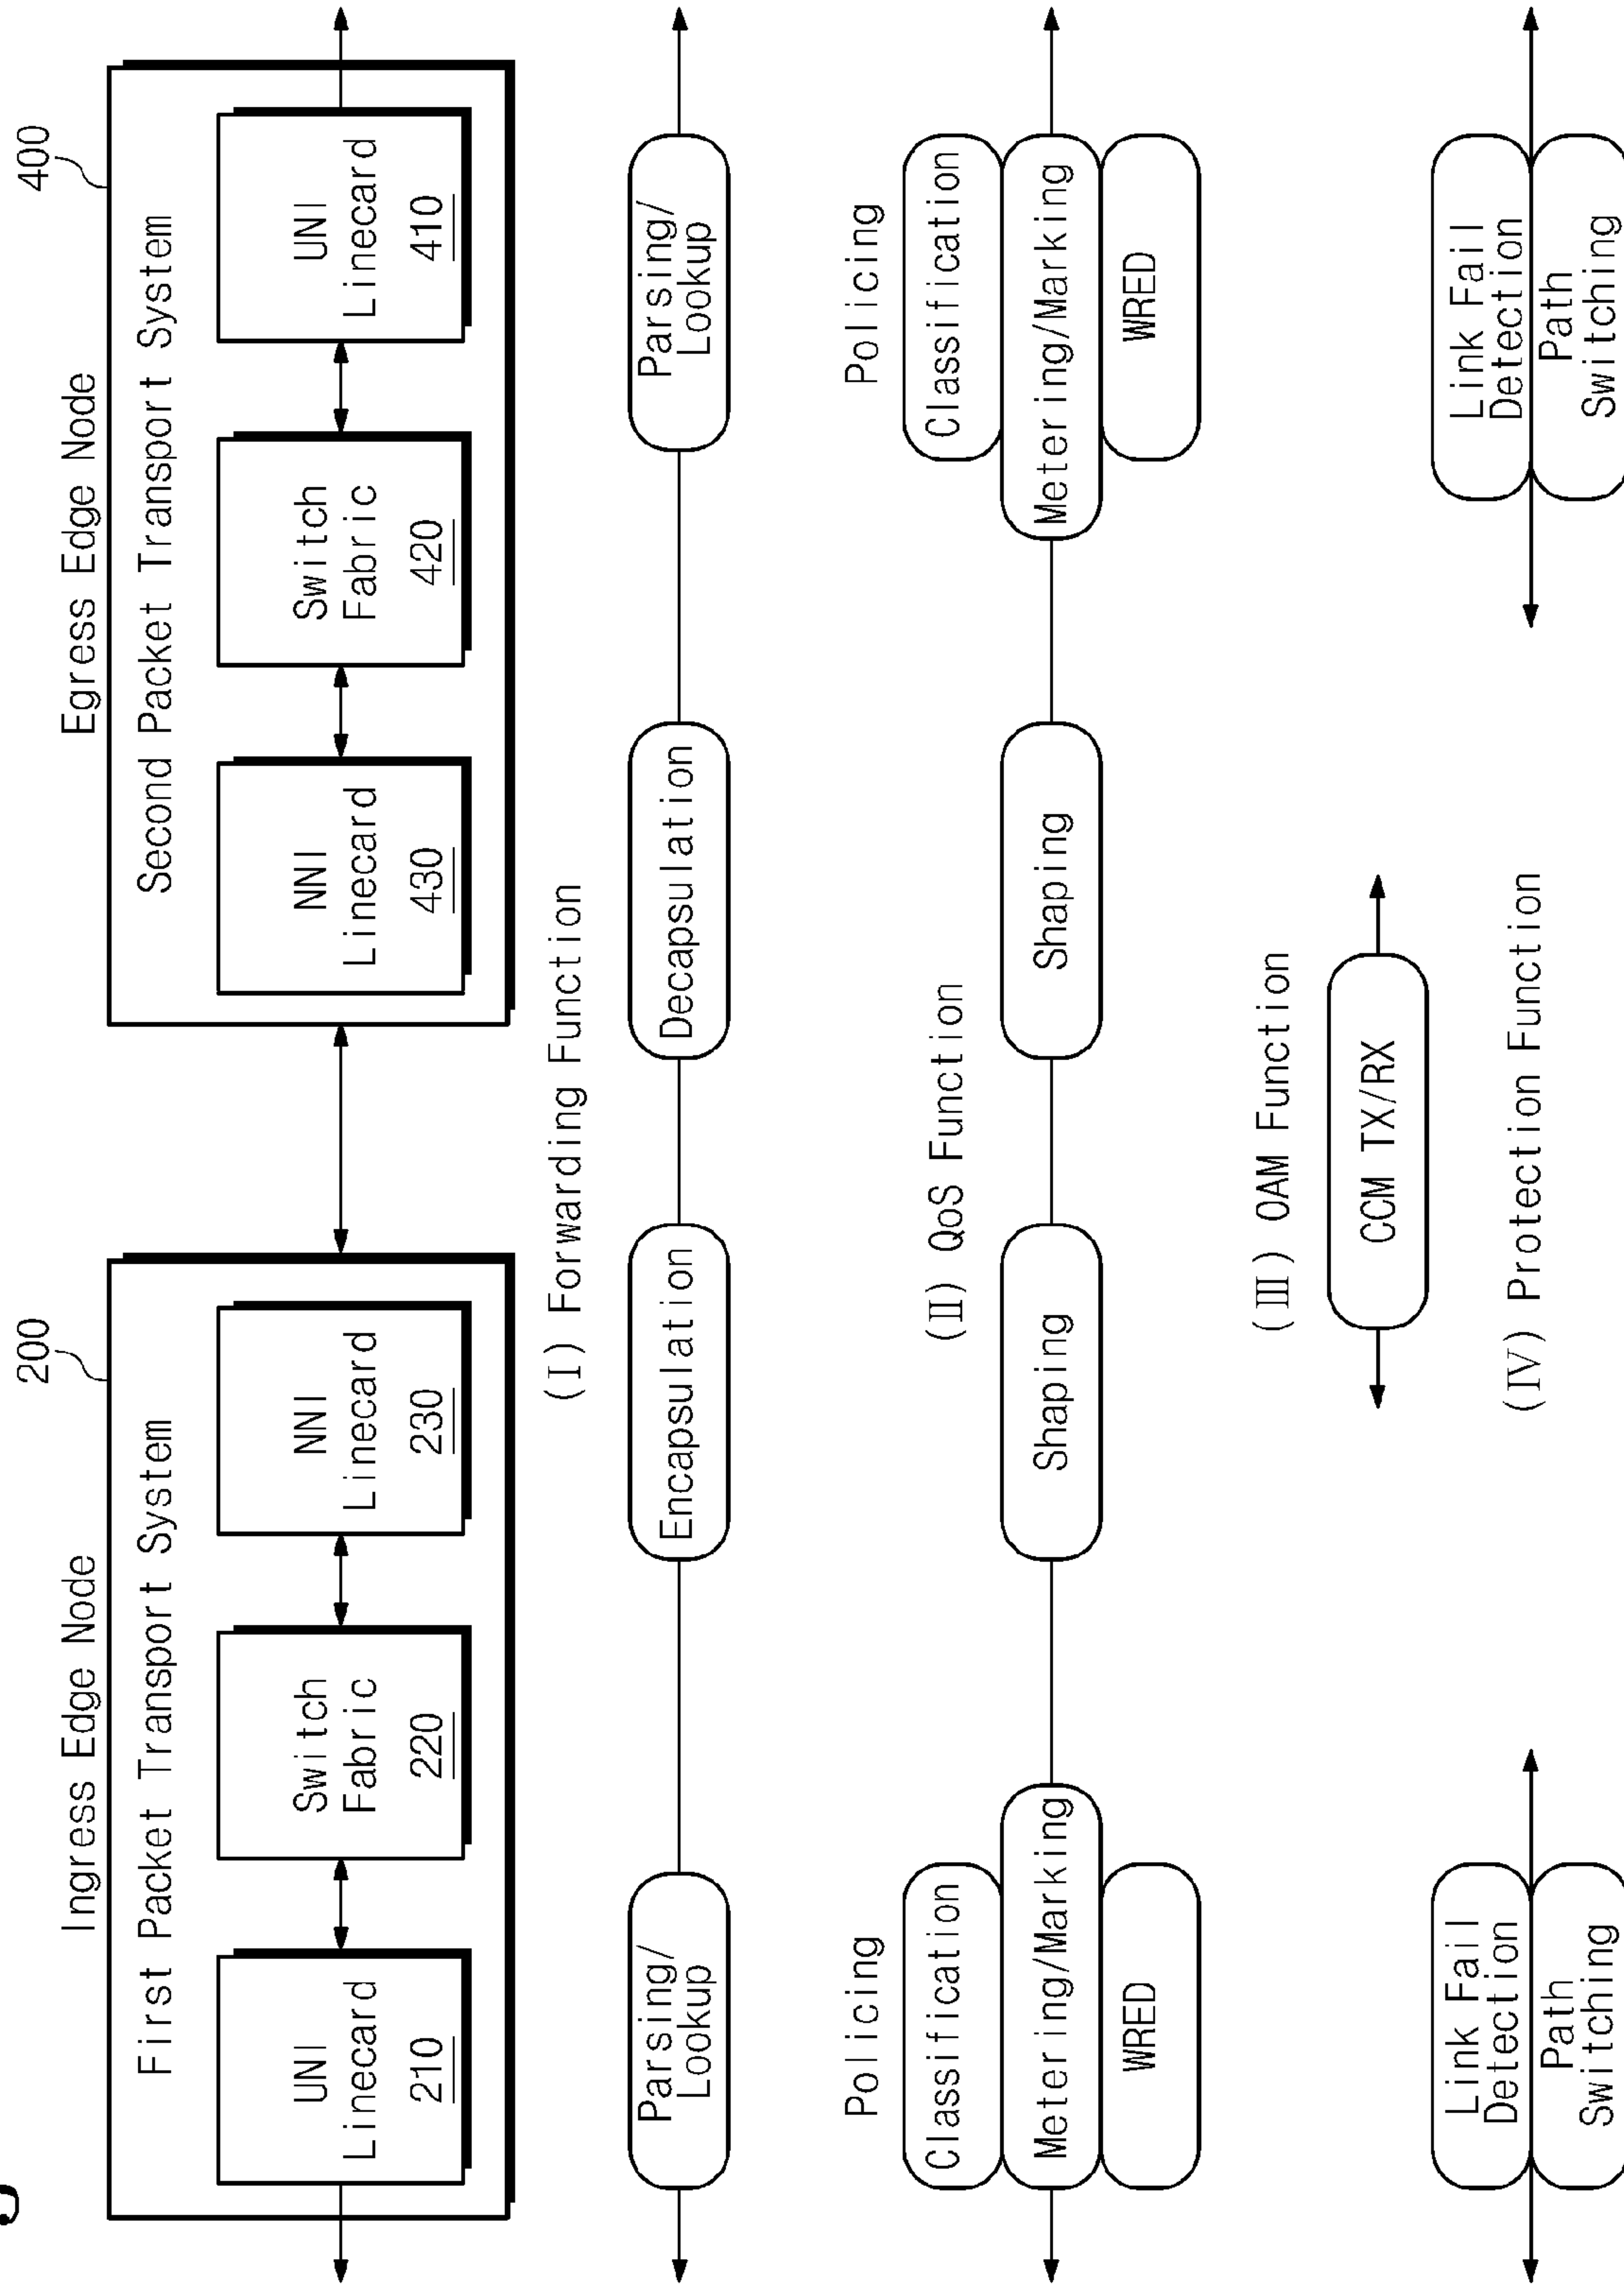 Ingress Edge Node
200
First Packet Transport System
UNI
Linecard
210
Switch
Fabric
220
NNI
Linecard
230
Egress Edge Node
400
Second Packet Transport System
NNI
Linecard
430
Switch
Fabric
420
UNI
Linecard
410
(I) Forwarding Function
Parsing/
Lookup
Encapsulation
Decapsulation
Parsing/
Lookup
(II) QoS Function
Policing
Classification
Metering/Marking
WRED
Shaping
Shaping
Policing
Classification
Metering/Marking
WRED
(III) OAM Function
CCM TX/RX
(IV) Protection Function
Link Fail
Detection
Path
Switching
Link Fail
Detection
Path
Switching